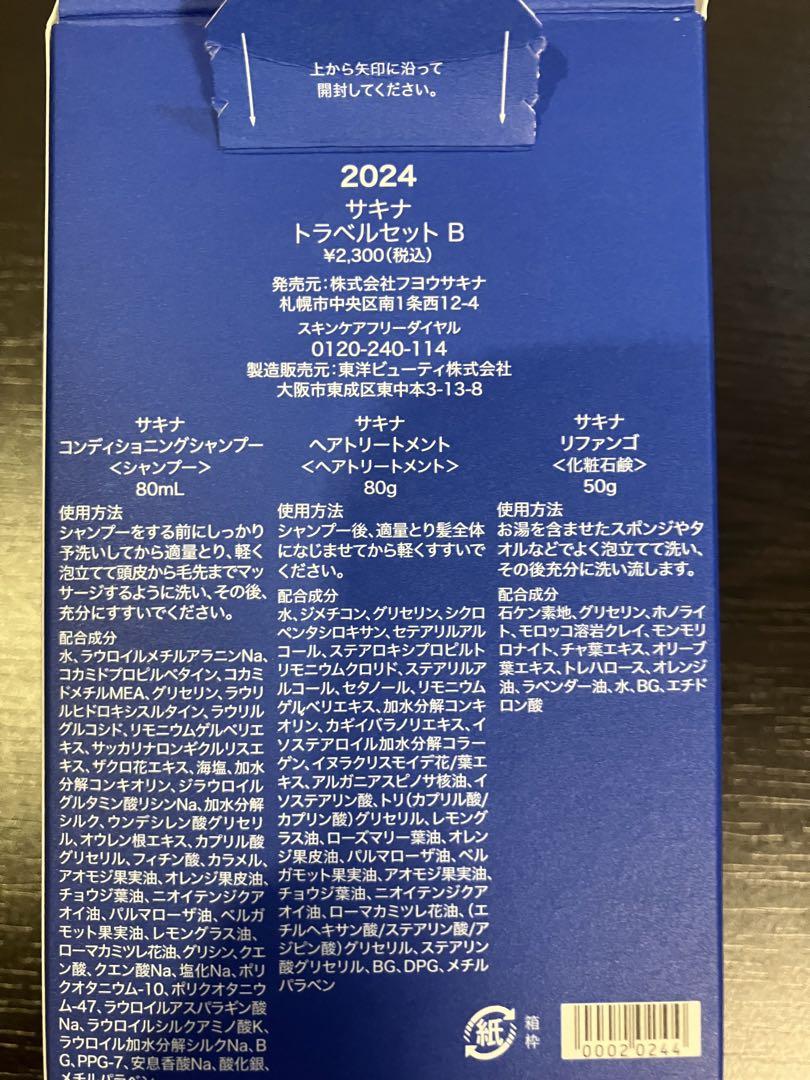 上から矢印に沿って
開封してください。
2024
サキナ
トラベルセット B
¥2,300(税込)
発売元:株式会社フヨウサキナ
札幌市中央区南1条西12-4
スキンケアフリーダイヤル
0120-240-114
製造販売元:東洋ビューティ株式会社
大阪市東成区東中本3-13-8
サキナ
コンディショニングシャンプー
<シャンプー>
80mL
使用方法
シャンプーをする前にしっかり
予洗いしてから適量とり、軽く
泡立てて頭皮から毛先までマッ
サージするように洗い、その後、
充分にすすいでください。
配合成分
水、ラウロイルメチルアラニンNa、
コカミドプロピルベタイン、コカミ
ドメチルMEA、グリセリン、ラウリ
ルヒドロキシスルタイン、ラウリル
グルコシド、リモニウムゲルベリエ
キス、サッカリナロンギクルリスエ
キス、ザクロ花エキス、海塩、加水
分解コンキオリン、ジラウロイル
グルタミン酸リシンNa、加水分解
シルク、ウンデシレン酸グリセリ
ル、オウレン根エキス、カプリル酸
グリセリル、フィチン酸、カラメル、
アオモジ果実油、オレンジ果皮油、
チョウジ葉油、ニオイテンジクア
オイ油、パルマローザ油、ベルガ
モット果実油、レモングラス油、
ローマカミツレ花油、グリシン、クエ
ン酸、クエン酸Na、塩化Na、ポリ
クオタニウム-10、ポリクオタニウ
ム-47、ラウロイルアスパラギン酸
Na、ラウロイルシルクアミノ酸K、
ラウロイル加水分解シルクNa、B
G、PPG-7、安息香酸Na、酸化銀、
メチルパラベン
サキナ
ヘアトリートメント
<ヘアトリートメント>
80g
使用方法
シャンプー後、適量とり髪全体
になじませてから軽くすすいで
ください。
配合成分
水、ジメチコン、グリセリン、シクロ
ペンタシロキサン、セテアリルアル
コール、ステアロキシプロピルト
リモニウムクロリド、ステアリルア
ルコール、セタノール、リモニウム
ゲルベリエキス、加水分解コンキ
オリン、カギイバラノリエキス、イ
ソステアロイル加水分解コラー
ゲン、イヌラクリスモイデ花/葉エ
キス、アルガニアスピノサ核油、イ
ソステアリン酸、トリ(カプリル酸/
カプリン酸)グリセリル、レモング
ラス油、ローズマリー葉油、オレン
ジ果皮油、パルマローザ油、ベル
ガモット果実油、アオモジ果実油、
チョウジ葉油、ニオイテンジクア
オイ油、ローマカミツレ花油、(エ
チルヘキサン酸/ステアリン酸/ア
ジピン酸)グリセリル、ステアリン
酸グリセリル、BG、DPG、メチル
パラベン
サキナ
リファンゴ
<化粧石鹸>
50g
使用方法
お湯を含ませたスポンジやタ
オルなどでよく泡立てて洗い、
その後充分に洗い流します。
配合成分
石ケン素地、グリセリン、ホノライ
ト、モロッコ溶岩クレイ、モンモリ
ロナイト、チャ葉エキス、オリーブ
葉エキス、トレハロース、オレンジ
油、ラベンダー油、水、BG、エチド
ロン酸
紙
箱
枠
00020244